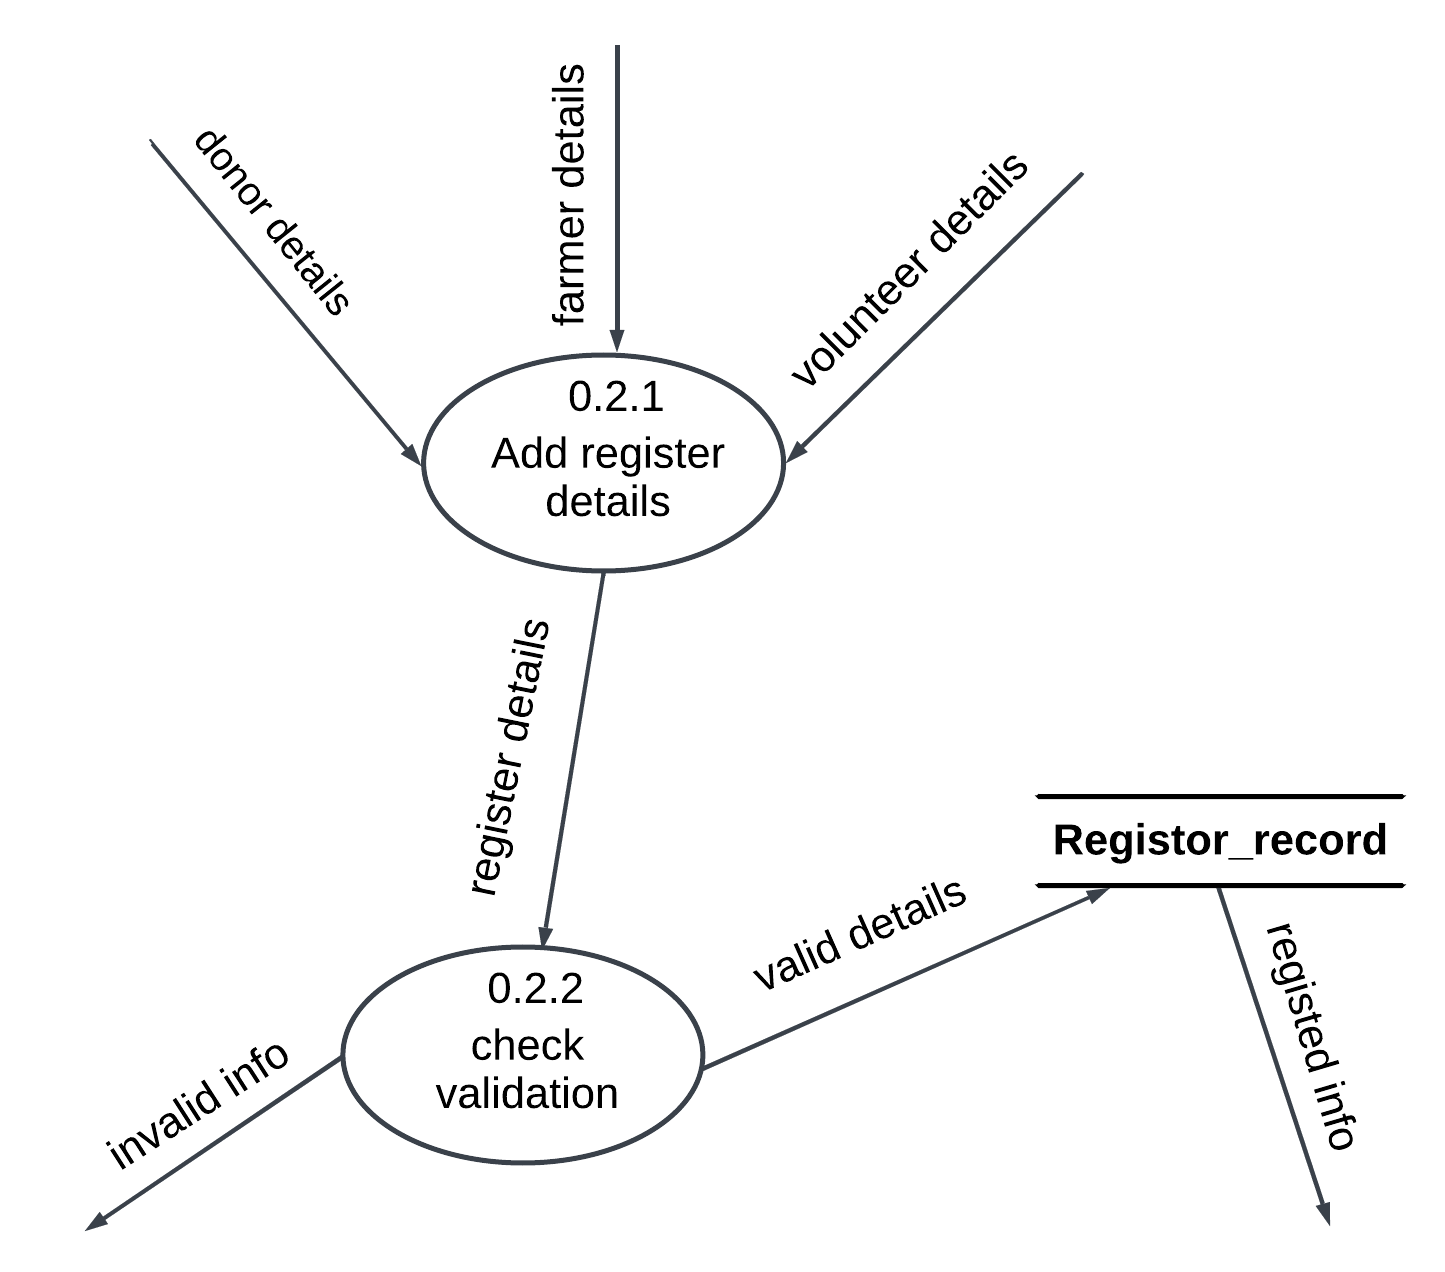 farmer details
donor details
volunteer details
0.2.1
Add register
details
register details
Registor_record
valid details
registed info
0.2.2
check
validation
invalid info